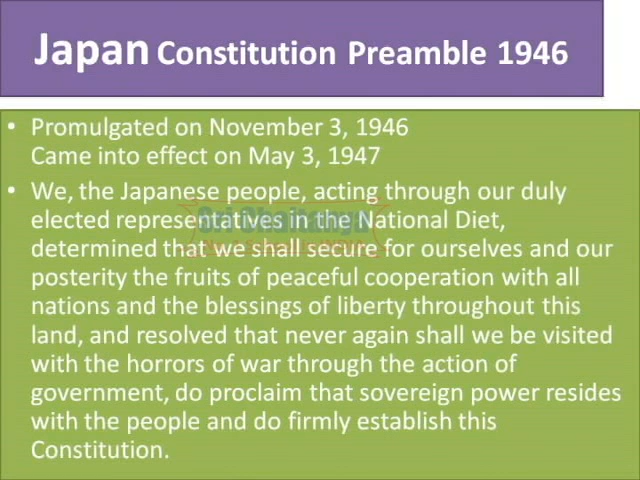 Japan Constitution Preamble 1946
• Promulgated on November 3, 1946
Came into effect on May 3, 1947
• We, the Japanese people, acting through our duly
elected representatives in the National Diet,
determined that we shall secure for ourselves and our
posterity the fruits of peaceful cooperation with all
nations and the blessings of liberty throughout this
land, and resolved that never again shall we be visited
with the horrors of war through the action of
government, do proclaim that sovereign power resides
with the people and do firmly establish this
Constitution.
Sri Chaitanya